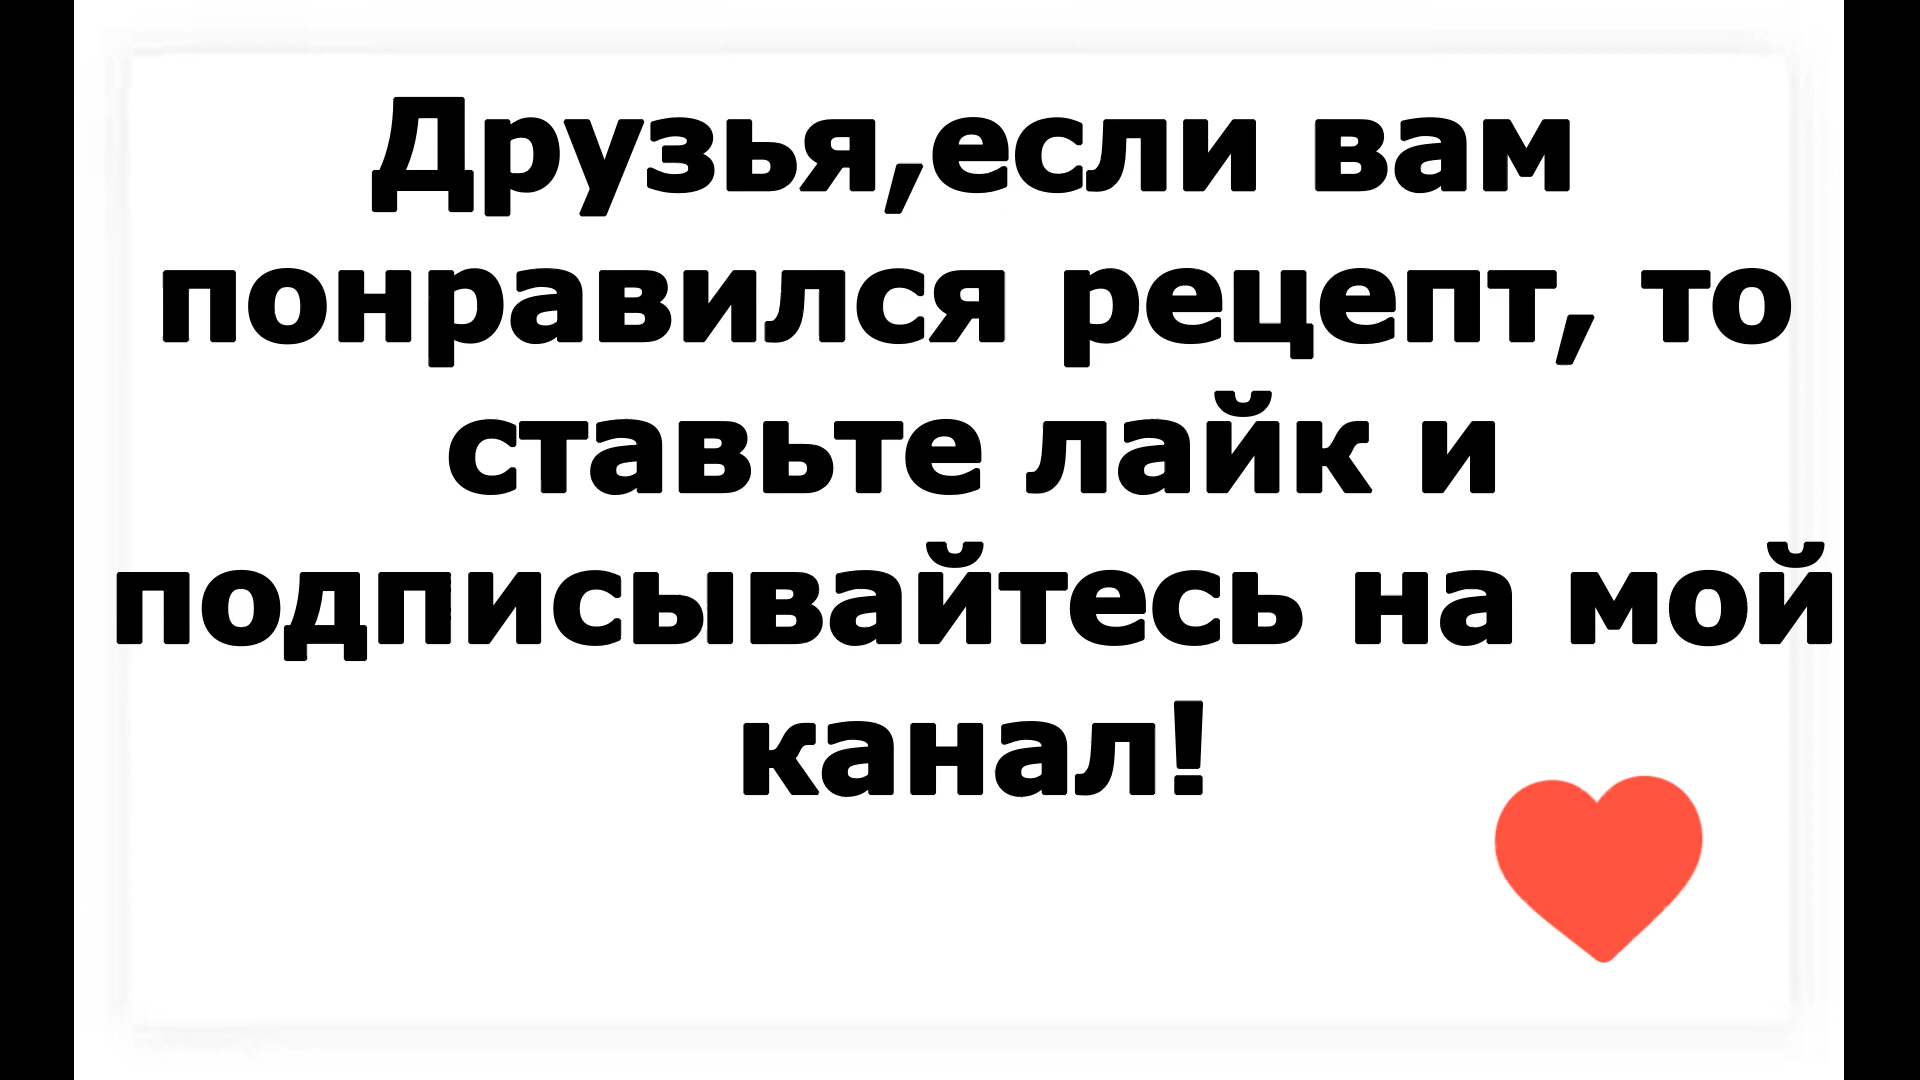 Друзья,если вам
понравился рецепт, то
ставьте лайк и
подписывайтесь на мой
канал!